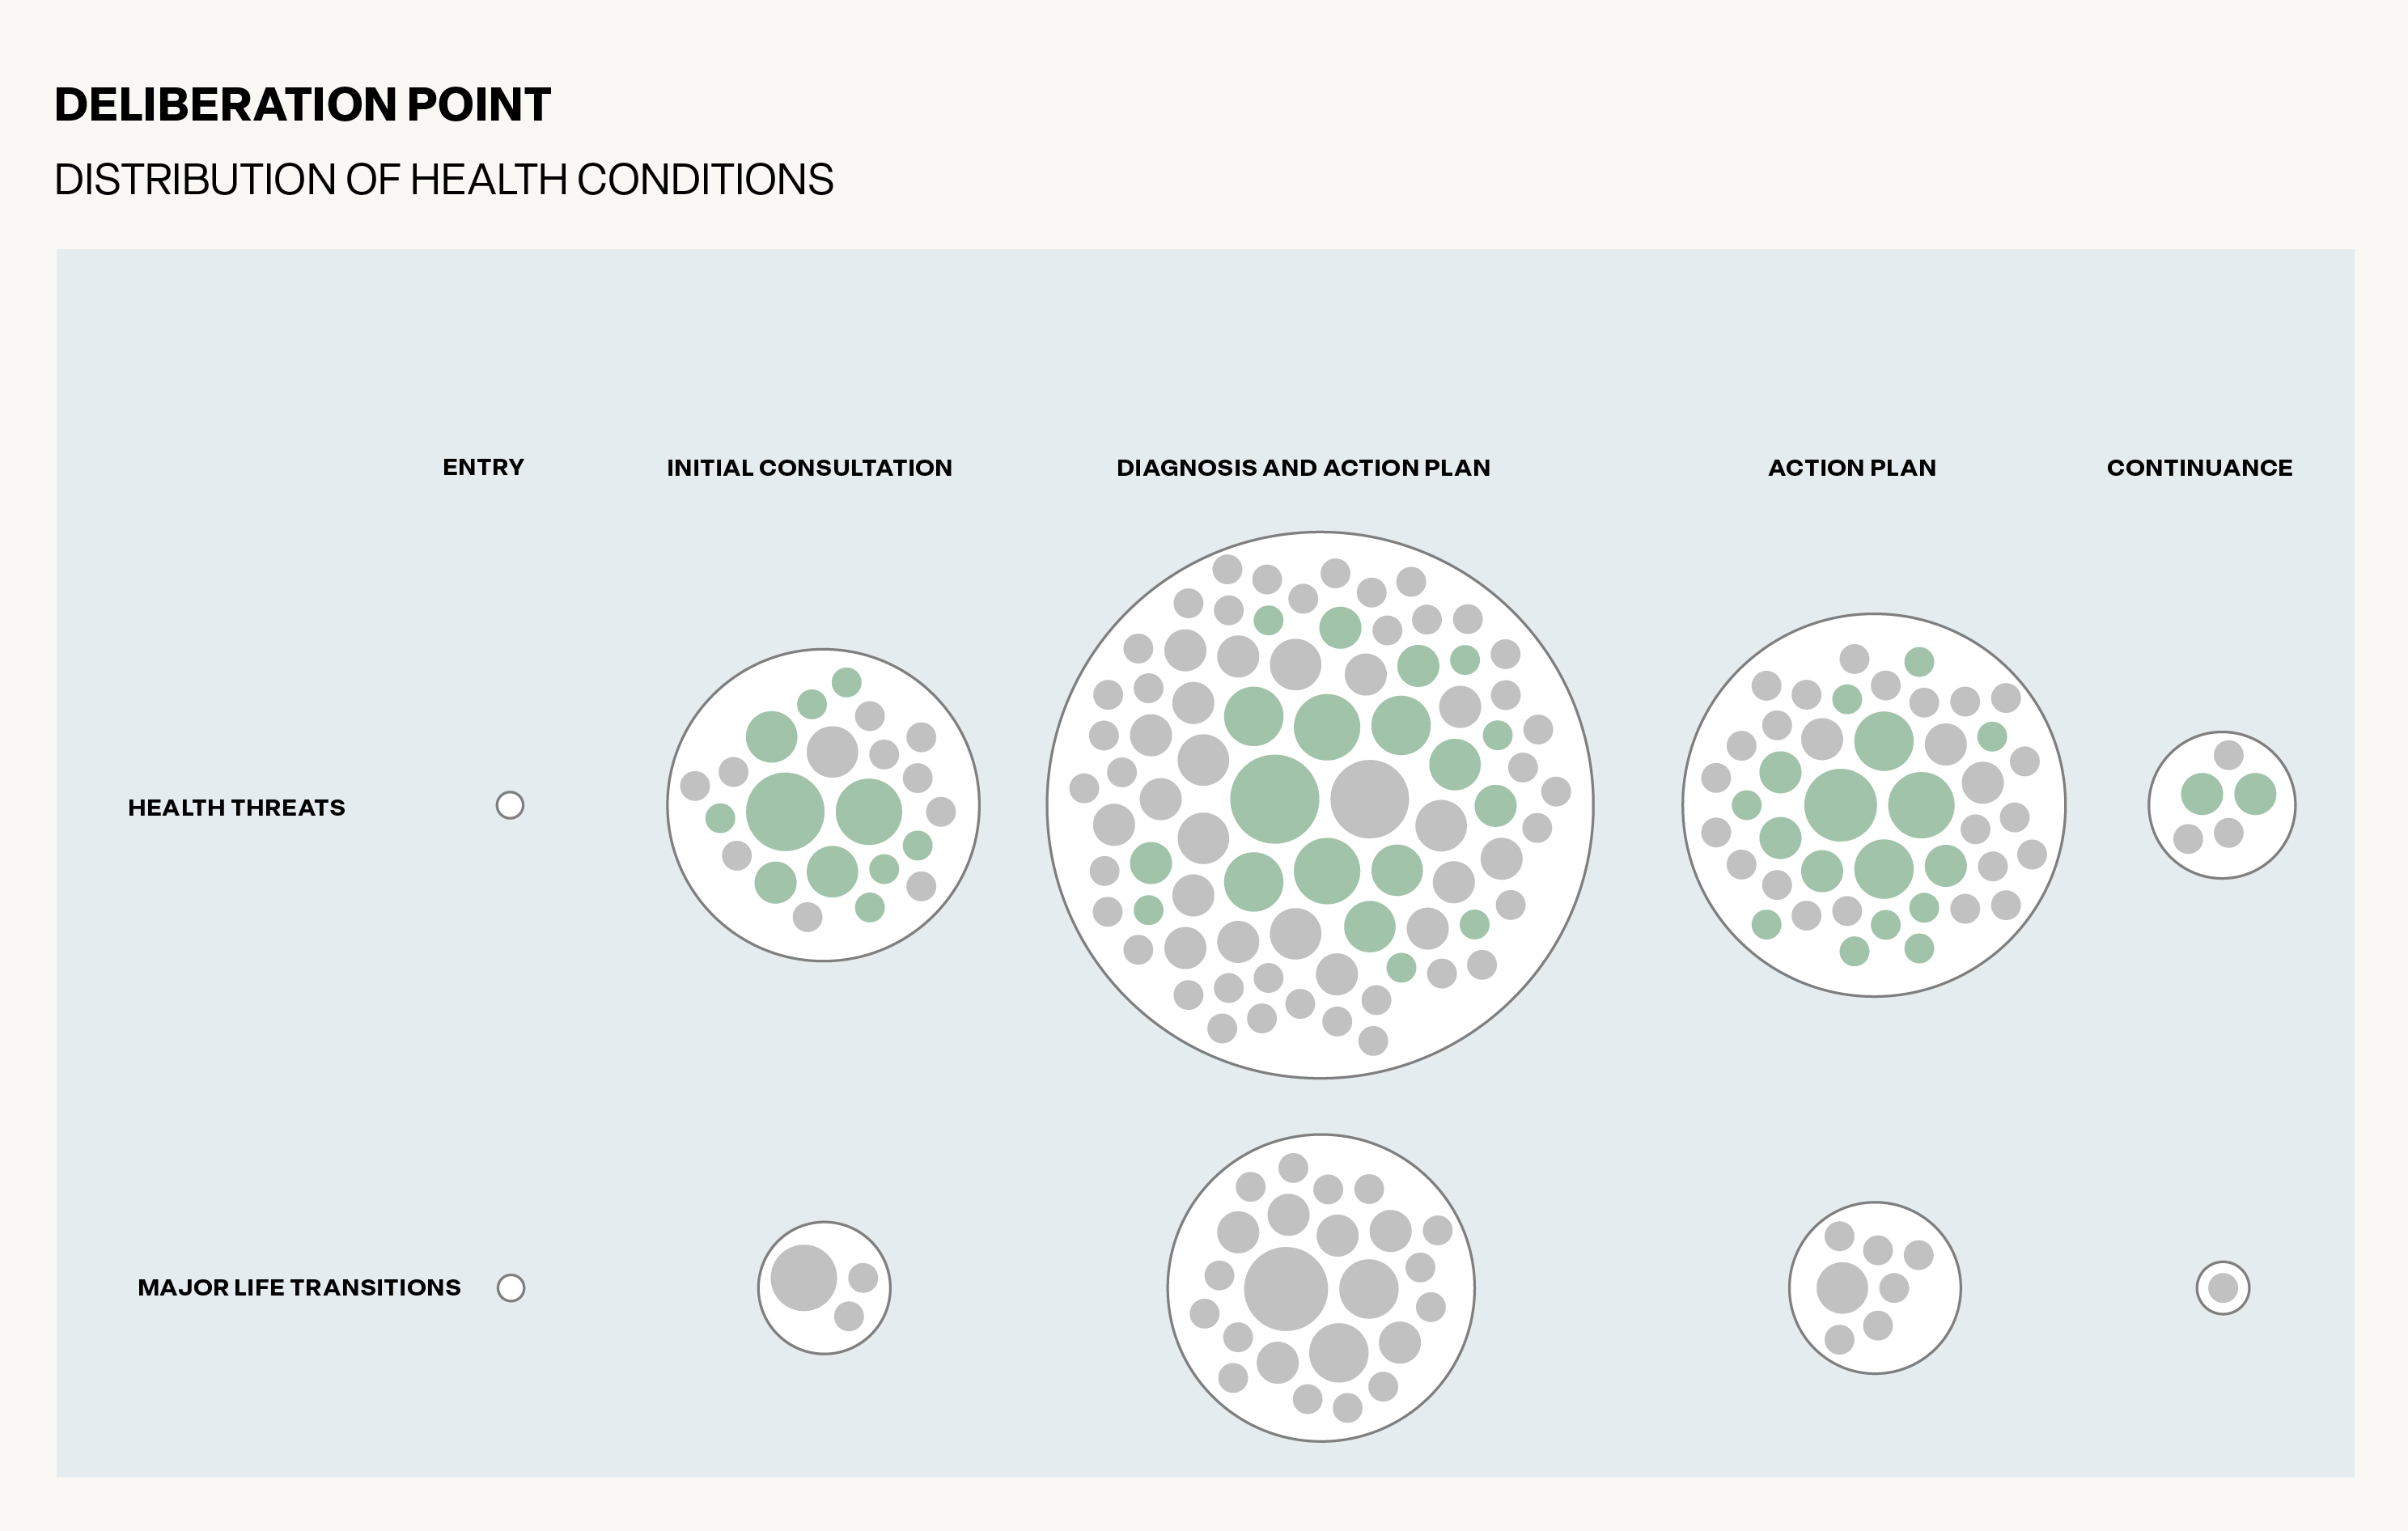 DELIBERATION POINT
DISTRIBUTION OF HEALTH CONDITIONS
ENTRY
INITIAL CONSULTATION
DIAGNOSIS AND ACTION PLAN
ACTION PLAN
CONTINUANCE
HEALTH THREATS
MAJOR LIFE TRANSITIONS